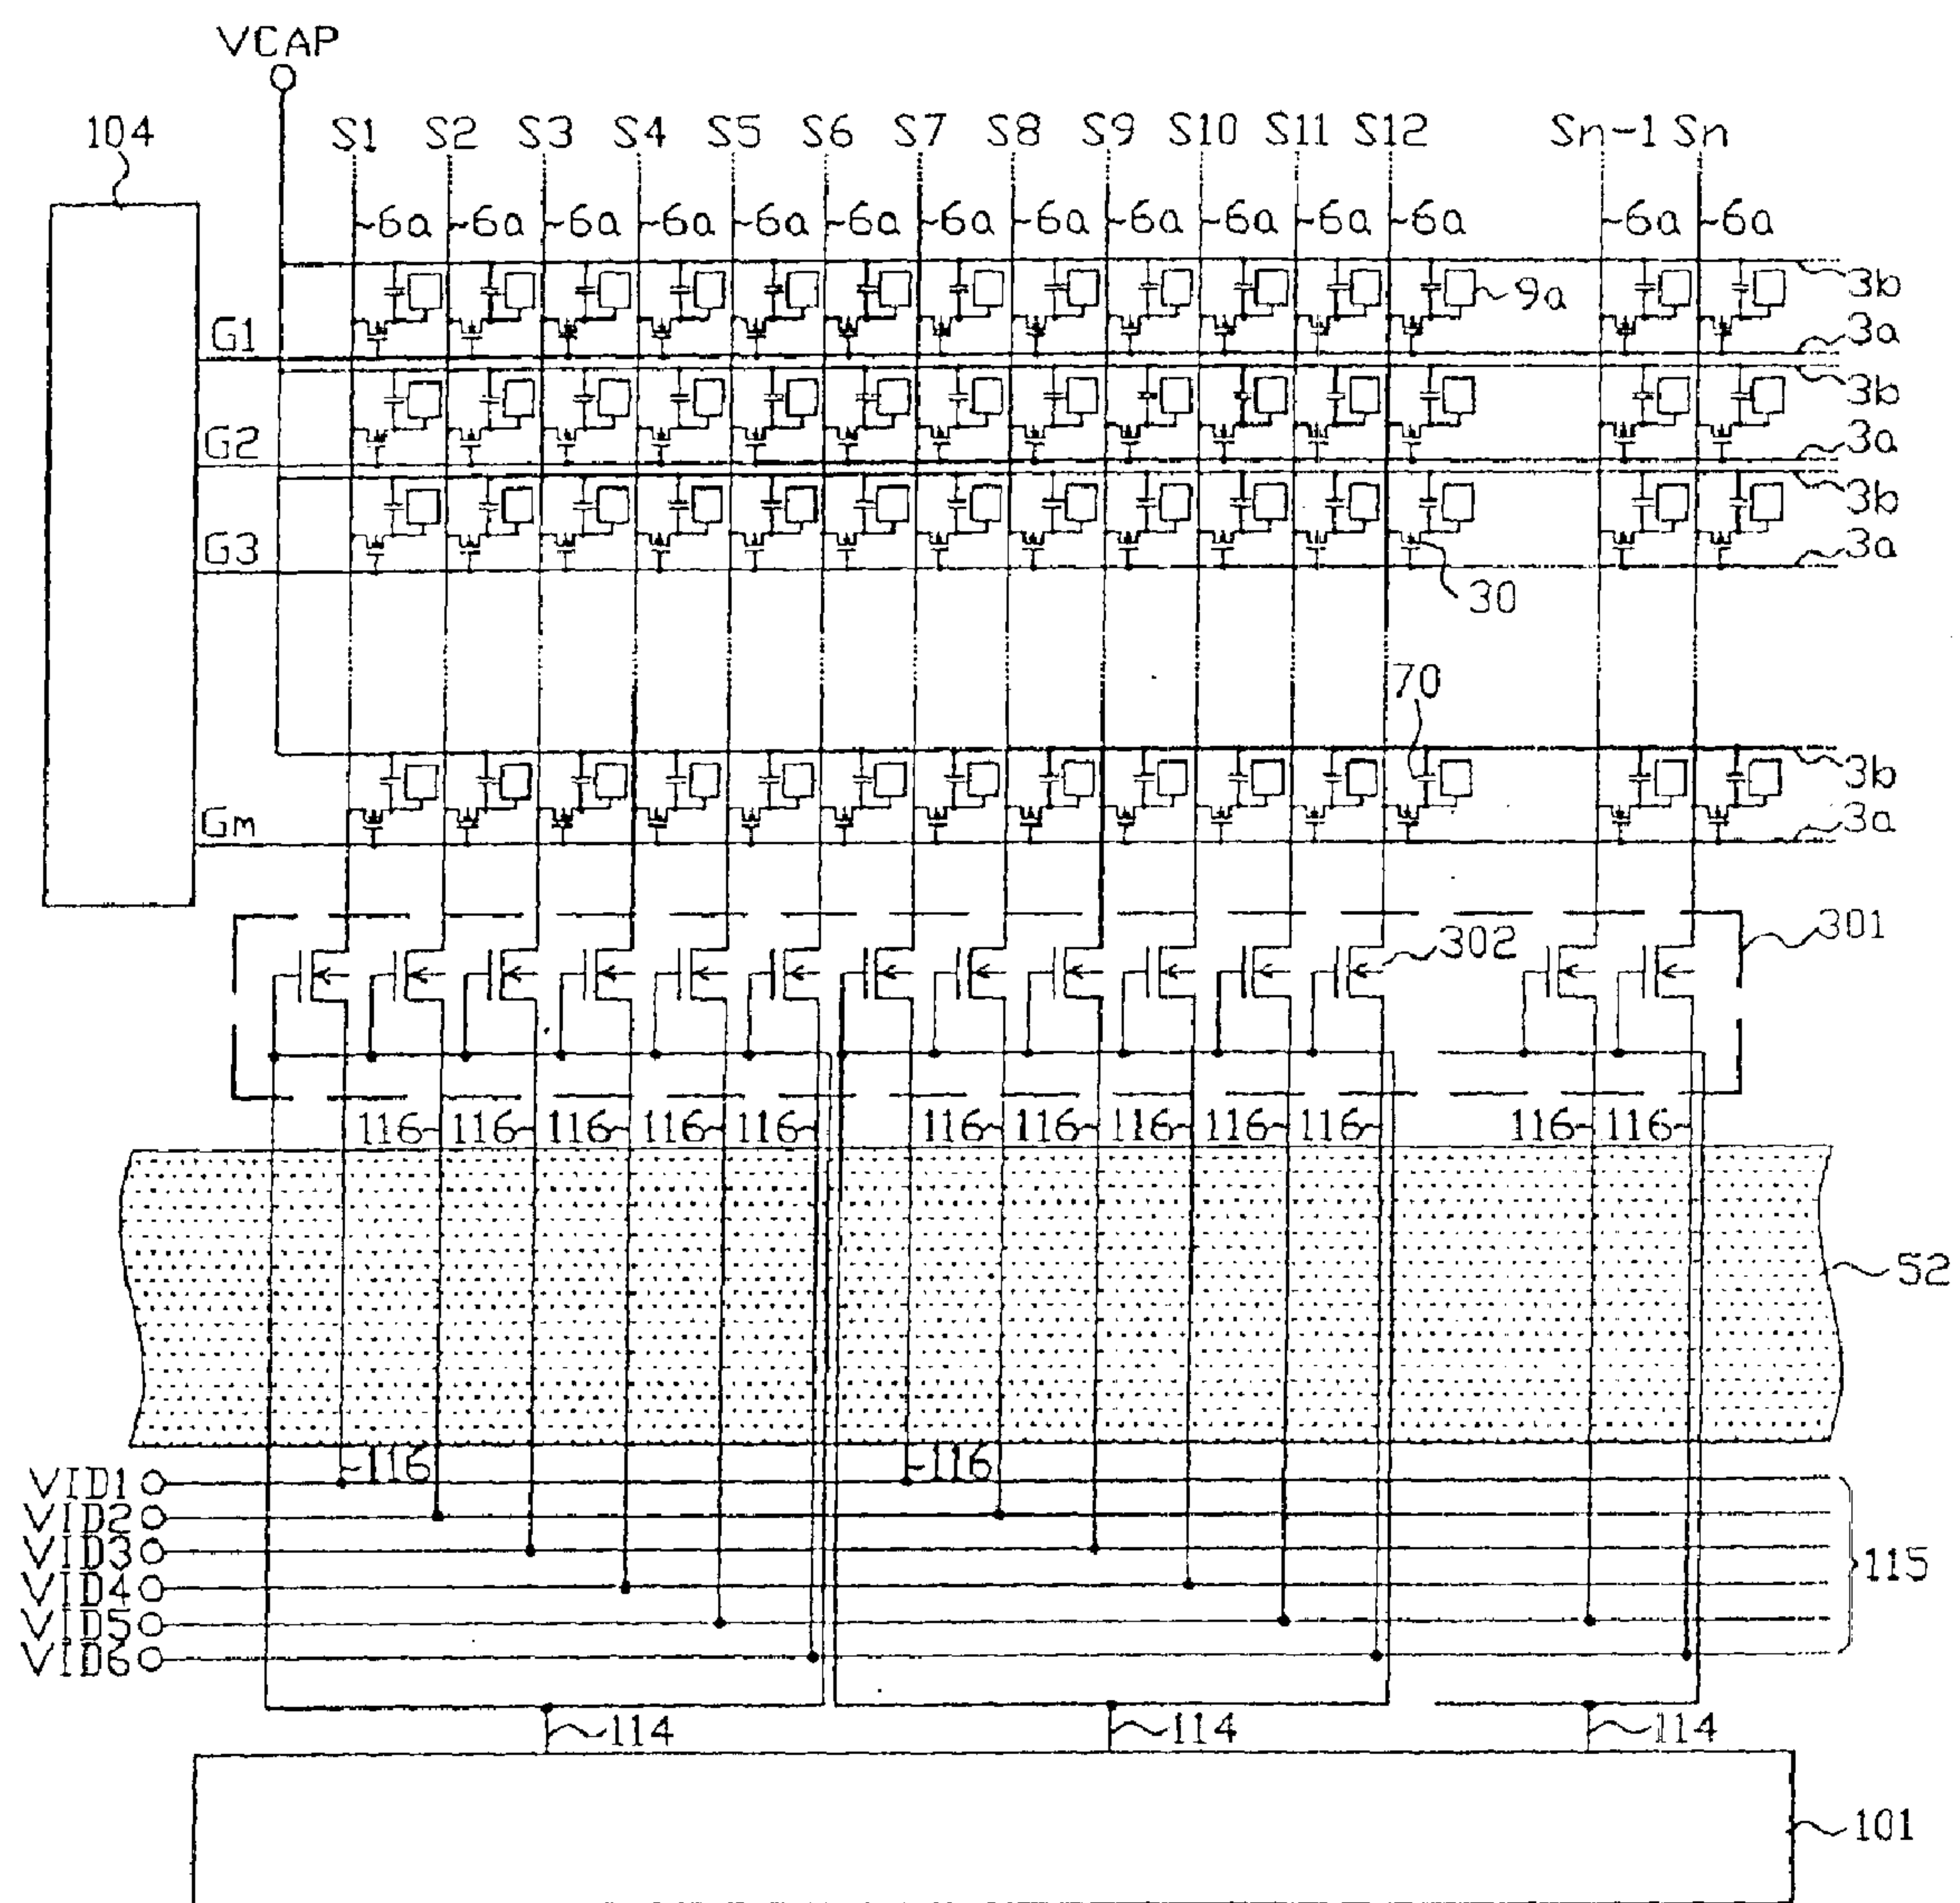 VCAP
104 S1 S2 S3 S4 S5 S6 S7 S8 S9 S10 S11 S12 Sn-1 Sn
6a 6a 6a 6a 6a 6a 6a 6a 6a 6a 6a 6a 6a 6a
9a 3b
G1 3a
3b
G2 3a
3b
G3 3a
30
70
3b
Gm 3a
301
302
116 116 116 116 116 116 116 116 116 116 116 116
52
116 116
VID1
VID2
VID3
VID4 115
VID5
VID6
114 114 114
101